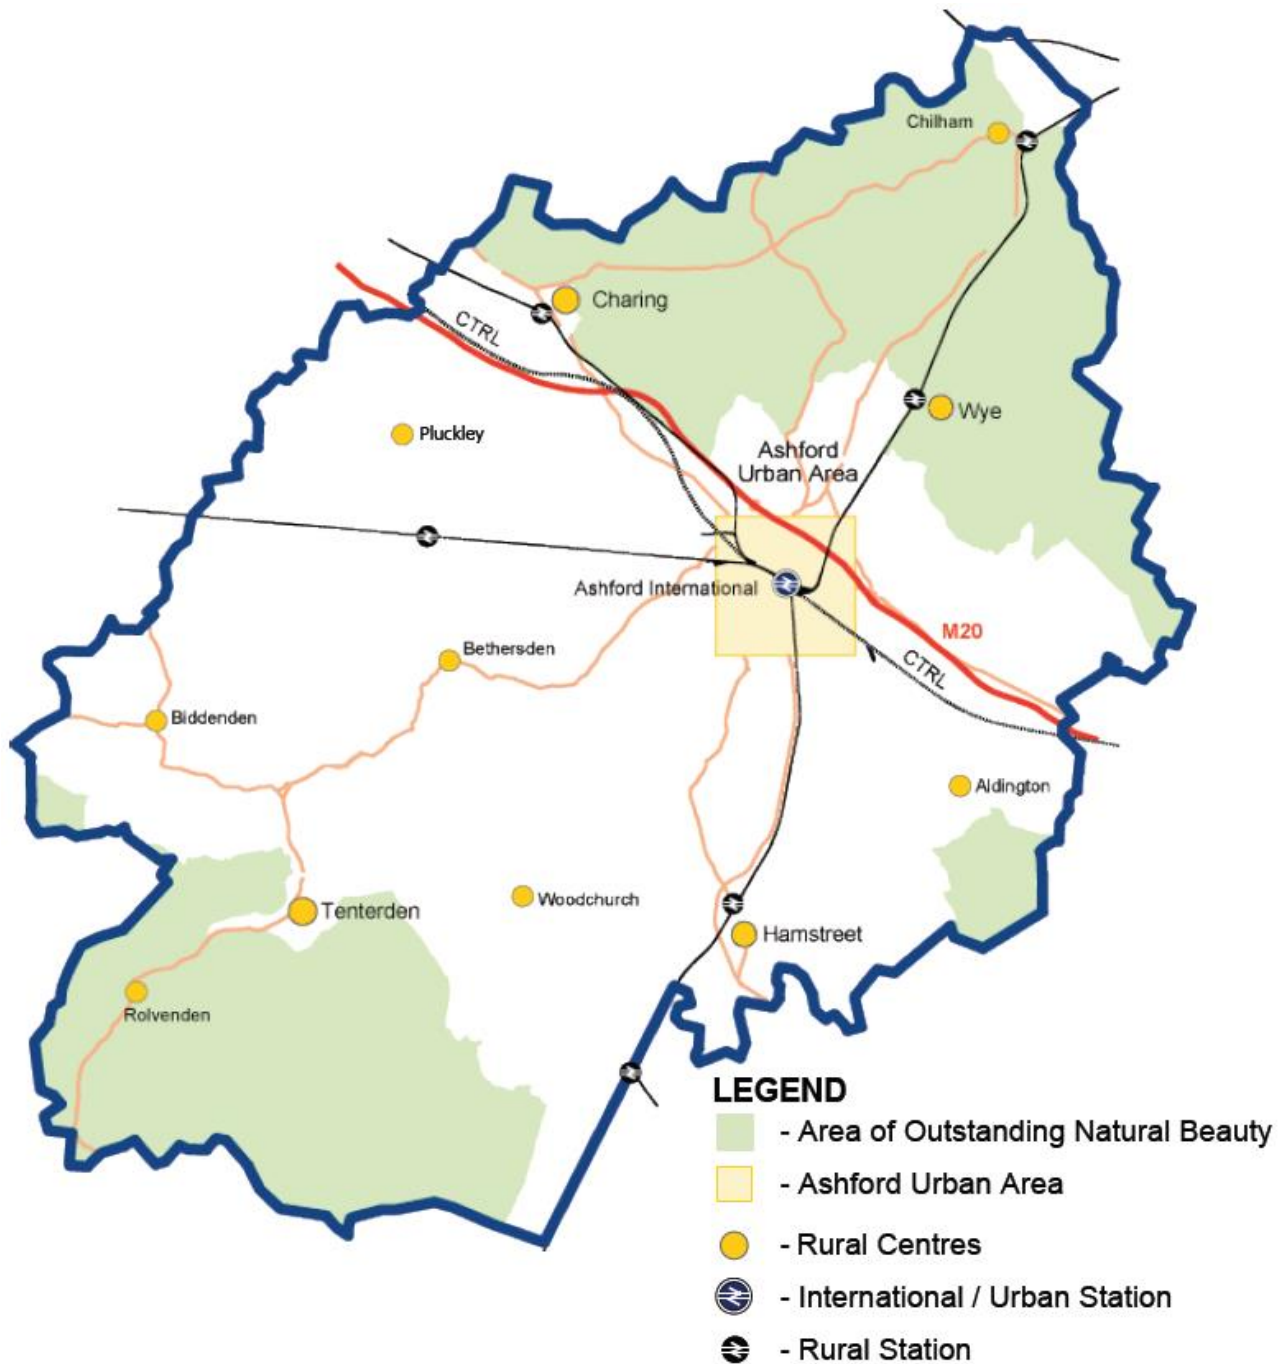 Chilham
Charing
CTRL
Wye
Pluckley
Ashford
Urban Area
Ashford International
M20
CTRL
Bethersden
Biddenden
Aldington
Woodchurch
Tenterden
Hamstreet
Rolvenden
LEGEND
- Area of Outstanding Natural Beauty
- Ashford Urban Area
- Rural Centres
- International / Urban Station
- Rural Station